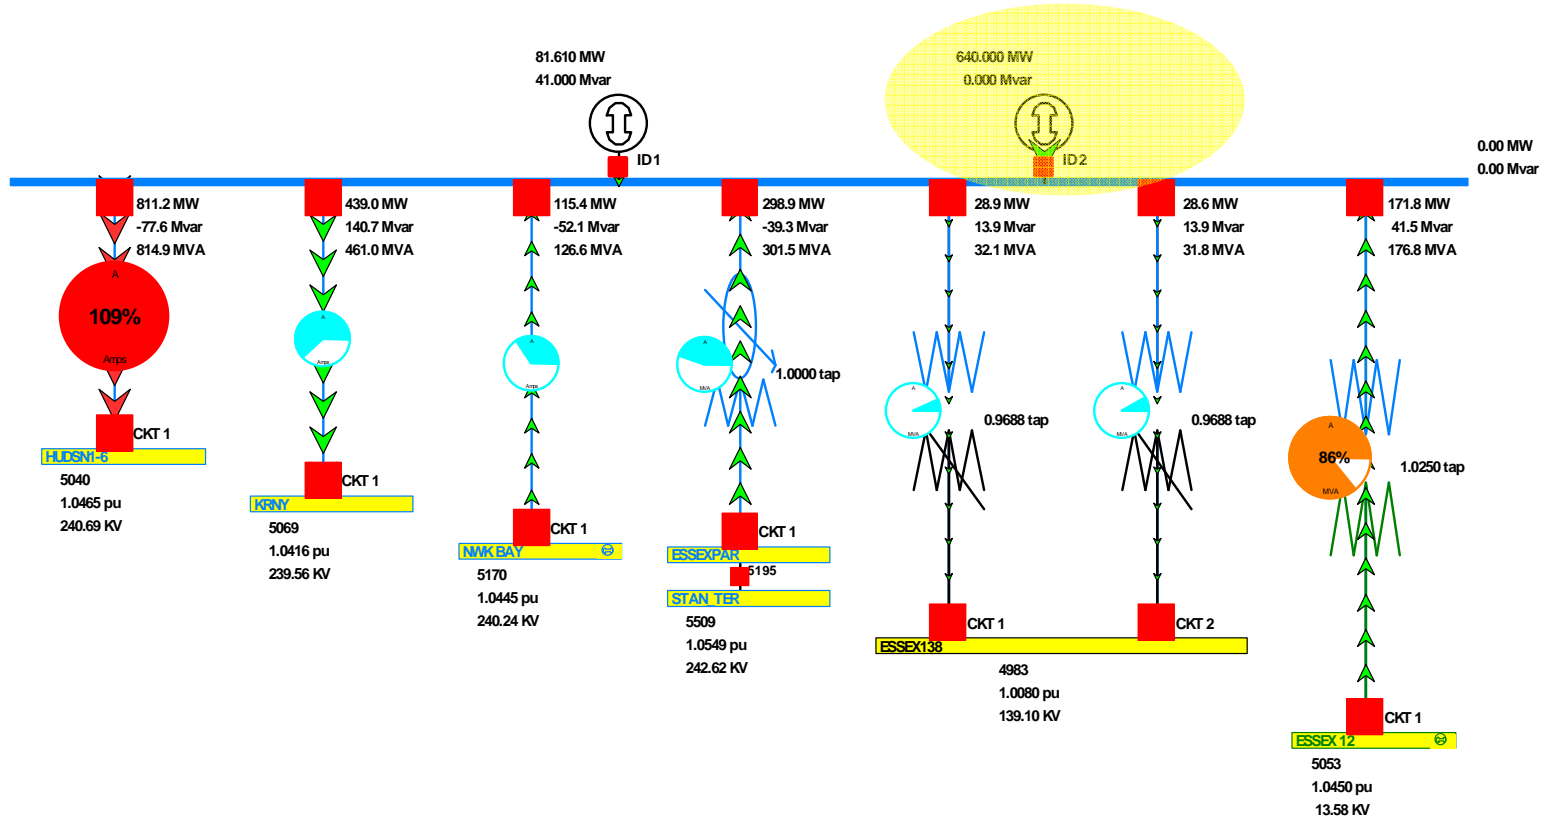 81.610 MW
41.000 Mvar
640.000 MW
0.000 Mvar
ID1
ID2
0.00 MW
0.00 Mvar
811.2 MW
-77.6 Mvar
814.9 MVA
A
109%
Amps
CKT 1
HUDSN1-6
5040
1.0465 pu
240.69 KV
439.0 MW
140.7 Mvar
461.0 MVA
A
Amps
CKT 1
KRNY
5069
1.0416 pu
239.56 KV
115.4 MW
-52.1 Mvar
126.6 MVA
A
Amps
CKT 1
NWK BAY
5170
1.0445 pu
240.24 KV
298.9 MW
-39.3 Mvar
301.5 MVA
A
MVA
1.0000 tap
CKT 1
ESSEXPAR
5195
STAN_TER
5509
1.0549 pu
242.62 KV
28.9 MW
13.9 Mvar
32.1 MVA
A
MVA
0.9688 tap
CKT 1
28.6 MW
13.9 Mvar
31.8 MVA
A
MVA
0.9688 tap
CKT 2
ESSEX138
4983
1.0080 pu
139.10 KV
171.8 MW
41.5 Mvar
176.8 MVA
A
86%
MVA
1.0250 tap
CKT 1
ESSEX 12
5053
1.0450 pu
13.58 KV